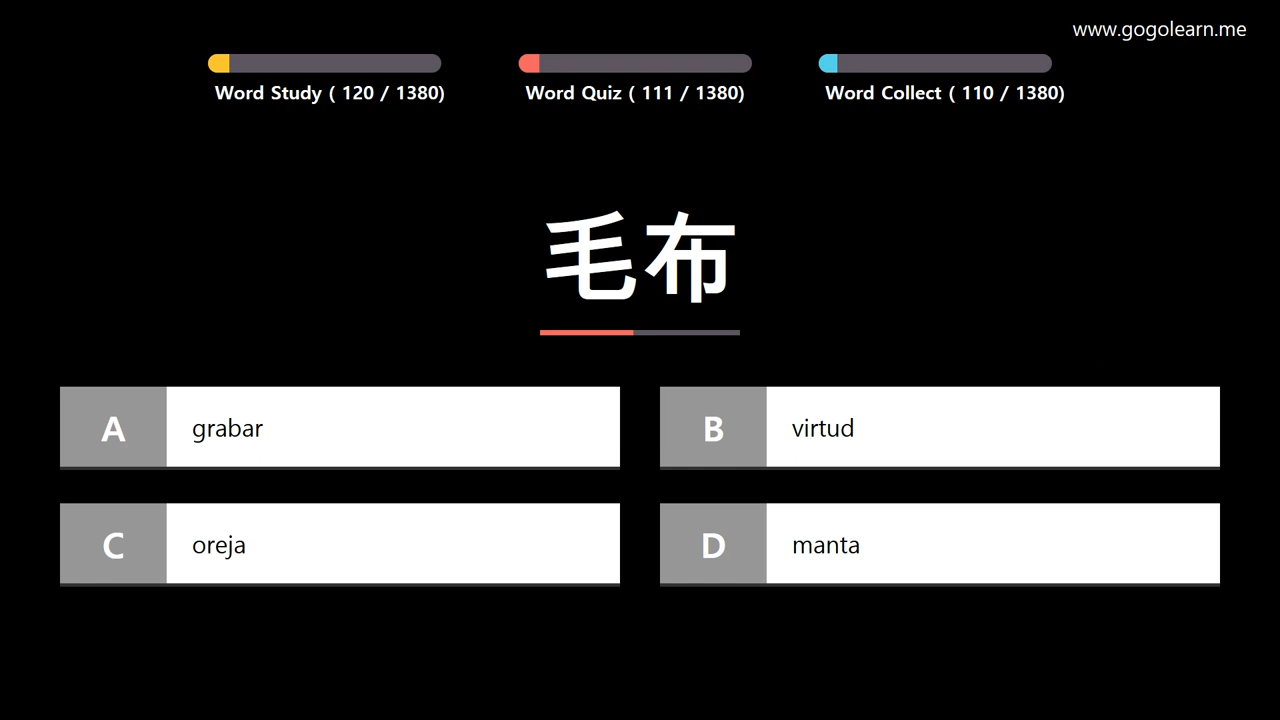 www.gogolearn.me
Word Study ( 120 / 1380)
Word Quiz ( 111 / 1380)
Word Collect ( 110 / 1380)
毛布
A grabar
B virtud
C oreja
D manta